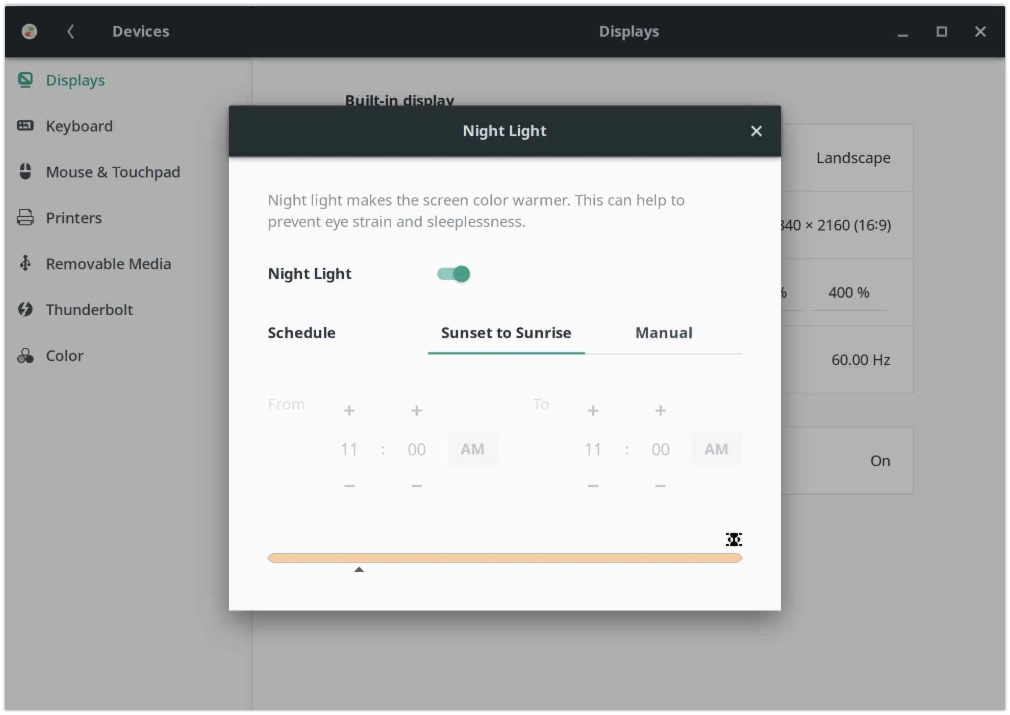 Devices
Displays
Displays
Keyboard
Mouse & Touchpad
Printers
Removable Media
Thunderbolt
Color
Built-in display
Landscape
840 × 2160 (16:9)
%
400 %
60.00 Hz
On
Night Light
Night light makes the screen color warmer. This can help to
prevent eye strain and sleeplessness.
Night Light
Schedule
Sunset to Sunrise
Manual
From
+
+
11 : 00
AM
−
−
To
+
+
11 : 00
AM
−
−